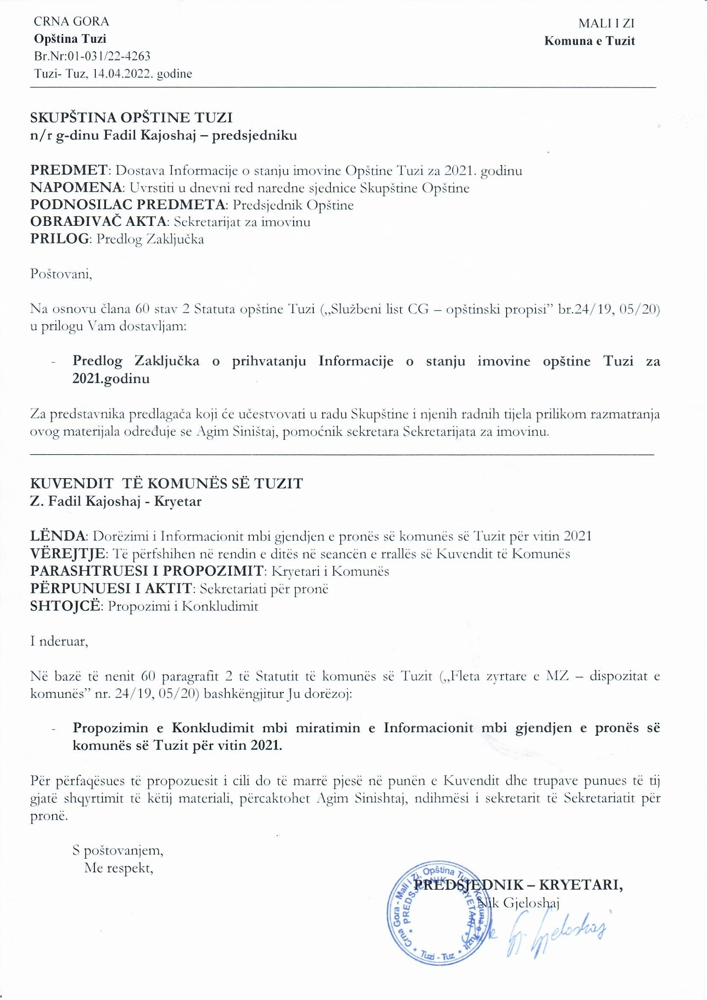 CRNA GORA
Opština Tuzi
Br.Nr:01-031/22-4263
Tuzi- Tuz, 14.04.2022. godine
MALI I ZI
Komuna e Tuzit
SKUPŠTINA OPŠTINE TUZI
n/r g-dinu Fadil Kajoshaj – predsjedniku
PREDMET: Dostava Informacije o stanju imovine Opštine Tuzi za 2021. godinu
NAPOMENA: Uvrstiti u dnevni red naredne sjednice Skupštine Opštine
PODNOSILAC PREDMETA: Predsjednik Opštine
OBRAĐIVAČ AKTA: Sekretarijat za imovinu
PRILOG: Predlog Zaključka
Poštovani,
Na osnovu člana 60 stav 2 Statuta opštine Tuzi („Službeni list CG – opštinski propisi” br.24/19, 05/20)
u prilogu Vam dostavljam:
- Predlog Zaključka o prihvatanju Informacije o stanju imovine opštine Tuzi za
2021.godinu
Za predstavnika predlagača koji će učestvovati u radu Skupštine i njenih radnih tijela prilikom razmatranja
ovog materijala određuje se Agim Siništaj, pomoćnik sekretara Sekretarijata za imovinu.
KUVENDIT TË KOMUNËS SË TUZIT
Z. Fadil Kajoshaj - Kryetar
LËNDA: Dorëzimi i Informacionit mbi gjendjen e pronës së komunës së Tuzit për vitin 2021
VËREJTJE: Të përfshihen në rendin e ditës në seancën e rrallës së Kuvendit të Komunës
PARASHTRUESI I PROPOZIMIT: Kryetari i Komunës
PËRPUNUESI I AKTIT: Sekretariati për pronë
SHTOJCË: Propozimi i Konkludimit
I nderuar,
Në bazë të nenit 60 paragrafit 2 të Statutit të komunës së Tuzit („Fleta zyrtare e MZ – dispozitat e
komunës” nr. 24/19, 05/20) bashkëngjitur Ju dorëzoj:
- Propozimin e Konkludimit mbi miratimin e Informacionit mbi gjendjen e pronës së
komunës së Tuzit për vitin 2021.
Për përfaqësues të propozuesit i cili do të marrë pjesë në punën e Kuvendit dhe trupave punues të tij
gjatë shqyrtimit të këtij materiali, përcaktohet Agim Sinishtaj, ndihmësi i sekretarit të Sekretariatit për
pronë.
S poštovanjem,
Me respekt,
PREDSJEDNIK – KRYETARI,
Nik Gjeloshaj
Crna Gora - Mali i Zi, Opština Tuzi - Komuna e Tuzit
* PREDSJEDNIK - KRYETARI *
* Tuzi - Tuz *
Gjeloshaj